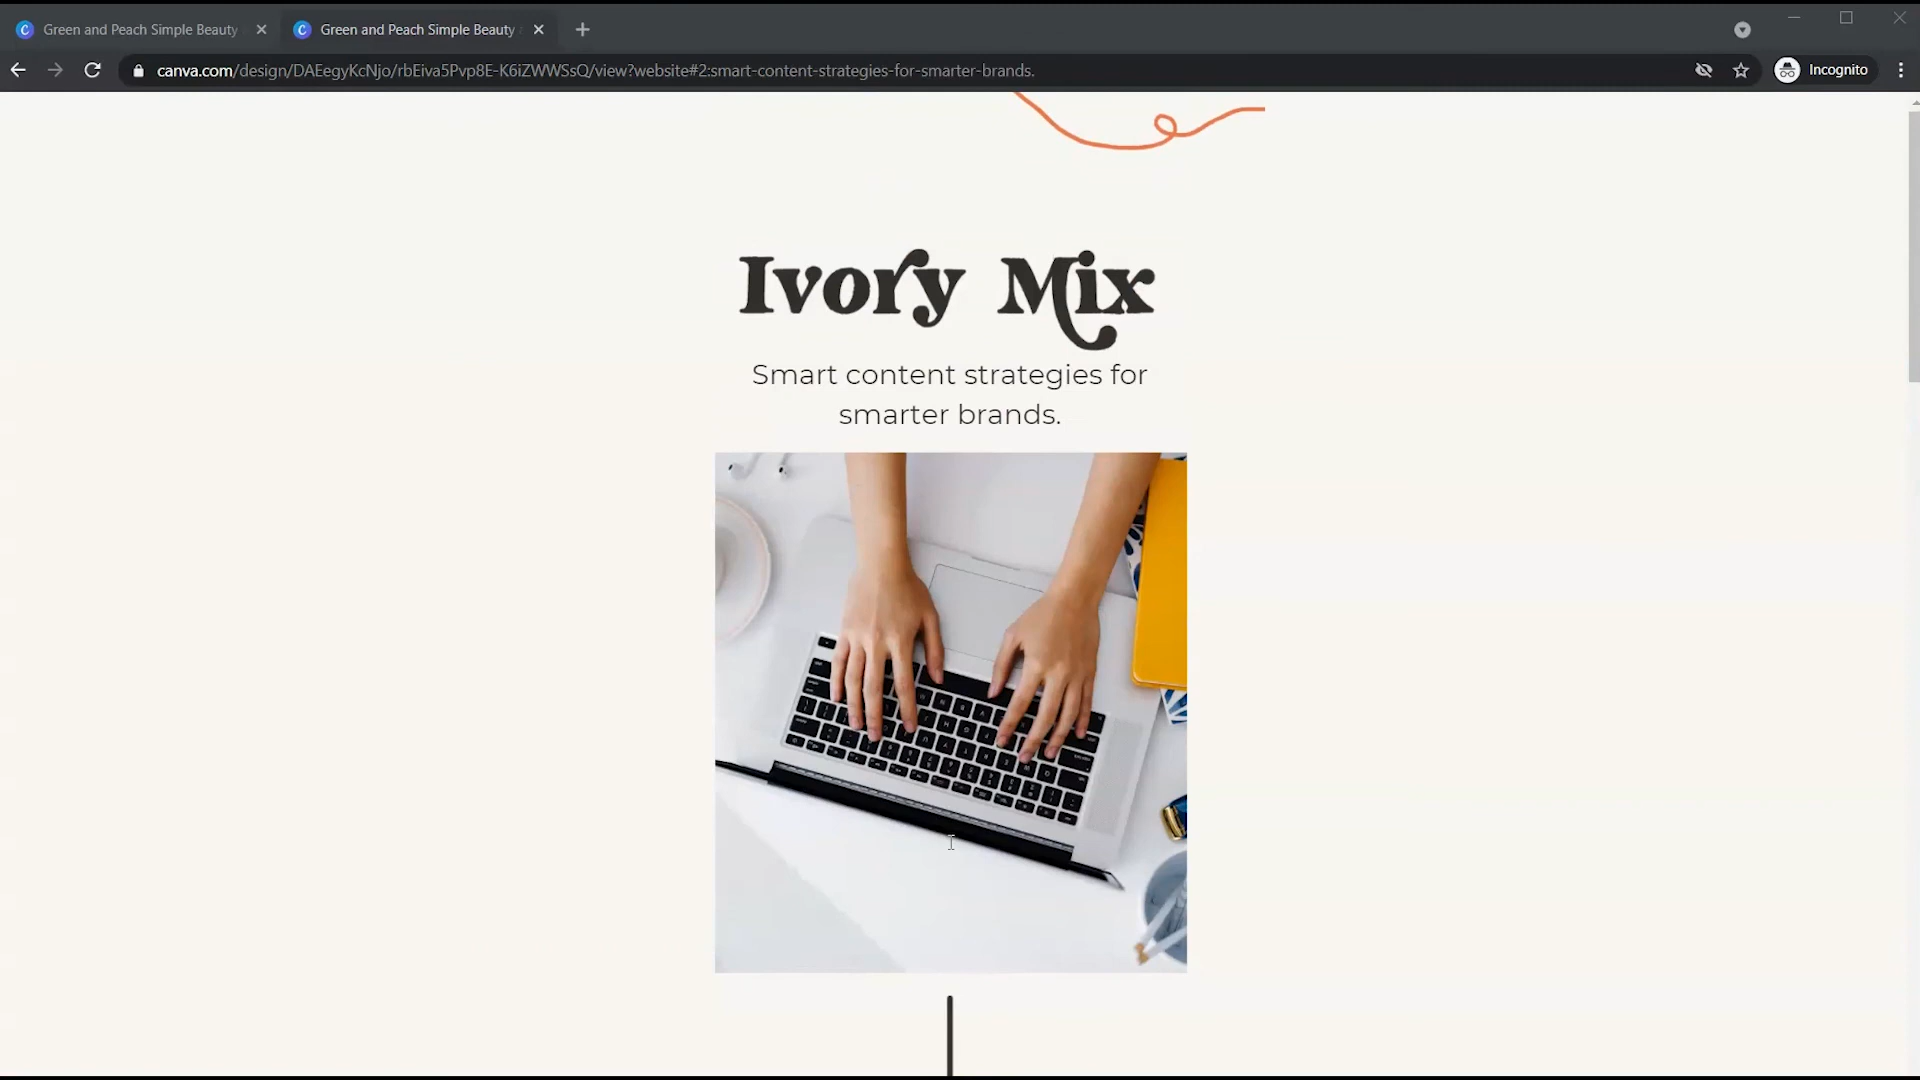 Green and Peach Simple Beauty
Green and Peach Simple Beauty
canva.com/design/DAEegyKcNjo/rbEiva5Pvp8E-K6iZWWSsQ/view?website#2:smart-content-strategies-for-smarter-brands.
Incognito
Ivory Mix
Smart content strategies for
smarter brands.